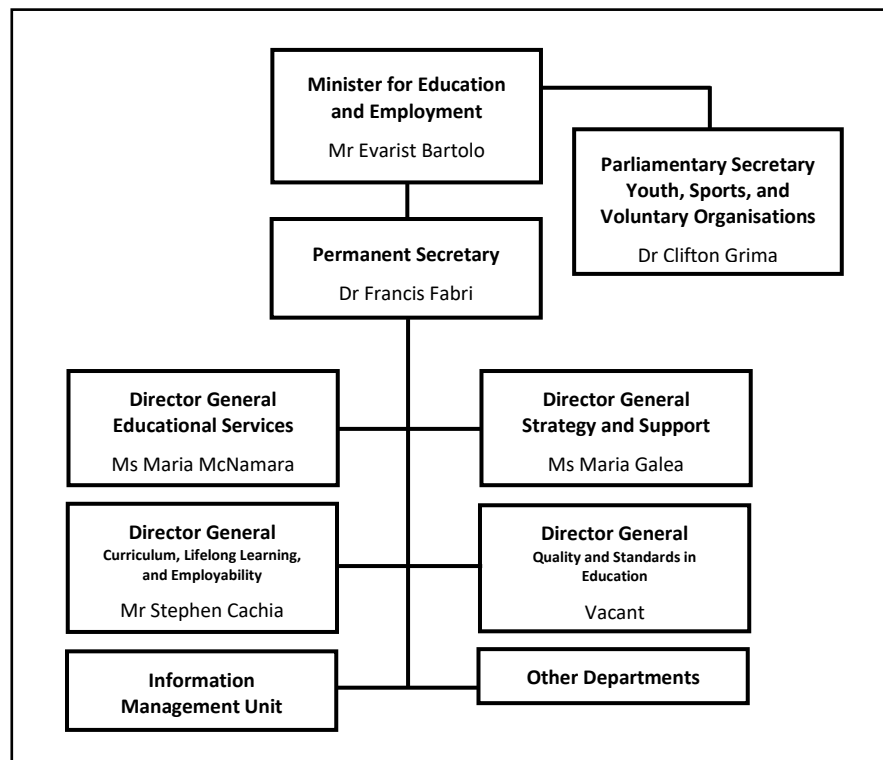 Minister for Education
and Employment
Mr Evarist Bartolo
Parliamentary Secretary
Youth, Sports, and
Voluntary Organisations
Dr Clifton Grima
Permanent Secretary
Dr Francis Fabri
Director General
Educational Services
Ms Maria McNamara
Director General
Strategy and Support
Ms Maria Galea
Director General
Curriculum, Lifelong Learning,
and Employability
Mr Stephen Cachia
Director General
Quality and Standards in
Education
Vacant
Information
Management Unit
Other Departments